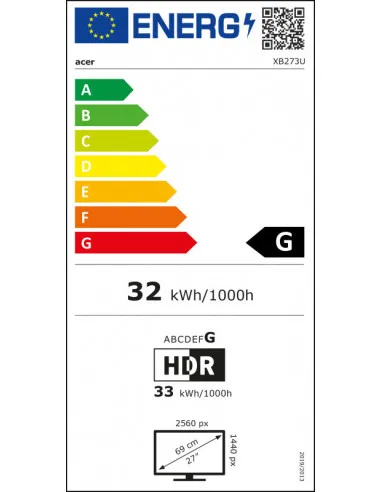 ENERG
acer XB273U
A
B
C
D
E
F
G
G
32 kWh/1000h
ABCDEFG
HDR
33 kWh/1000h
2560 px
1440 px
69 cm
27"
2019/2013